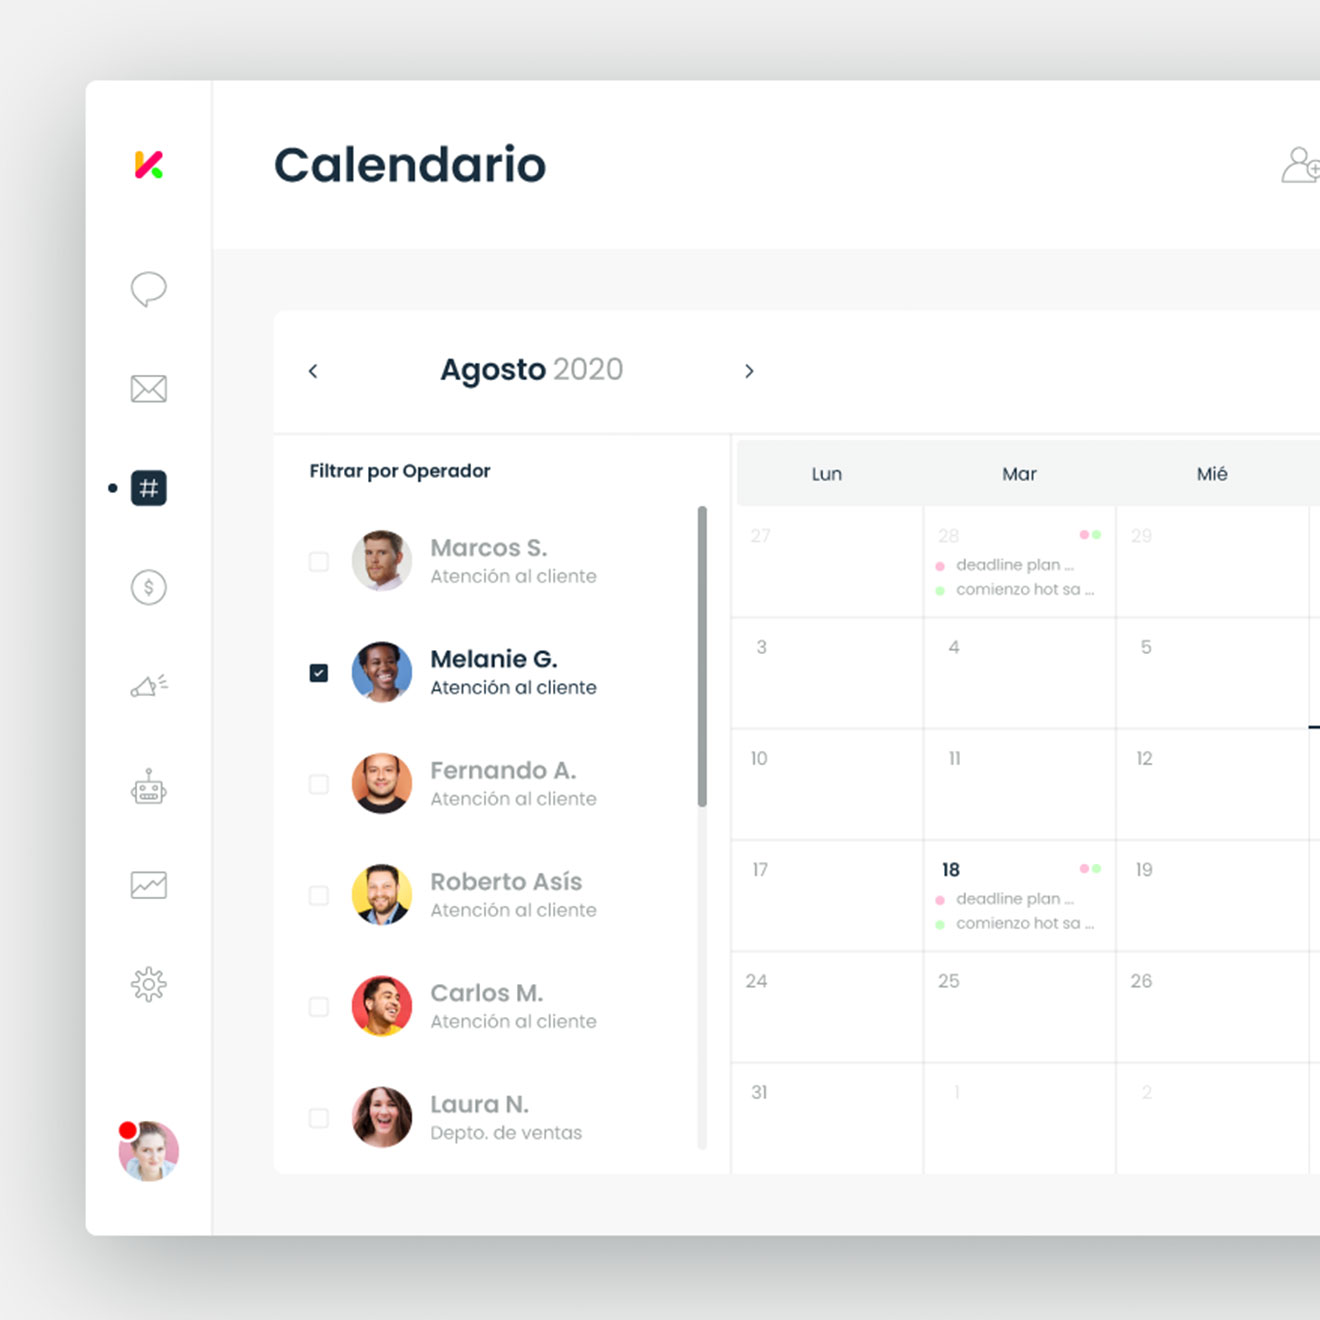 Calendario
Agosto 2020
Filtrar por Operador
Marcos S.
Atención al cliente
Melanie G.
Atención al cliente
Fernando A.
Atención al cliente
Roberto Asís
Atención al cliente
Carlos M.
Atención al cliente
Laura N.
Depto. de ventas
Lun Mar Mié
27 28 29
deadline plan ...
comienzo hot sa ...
3 4 5
10 11 12
17 18 19
deadline plan ...
comienzo hot sa ...
24 25 26
31 1 2
#
$